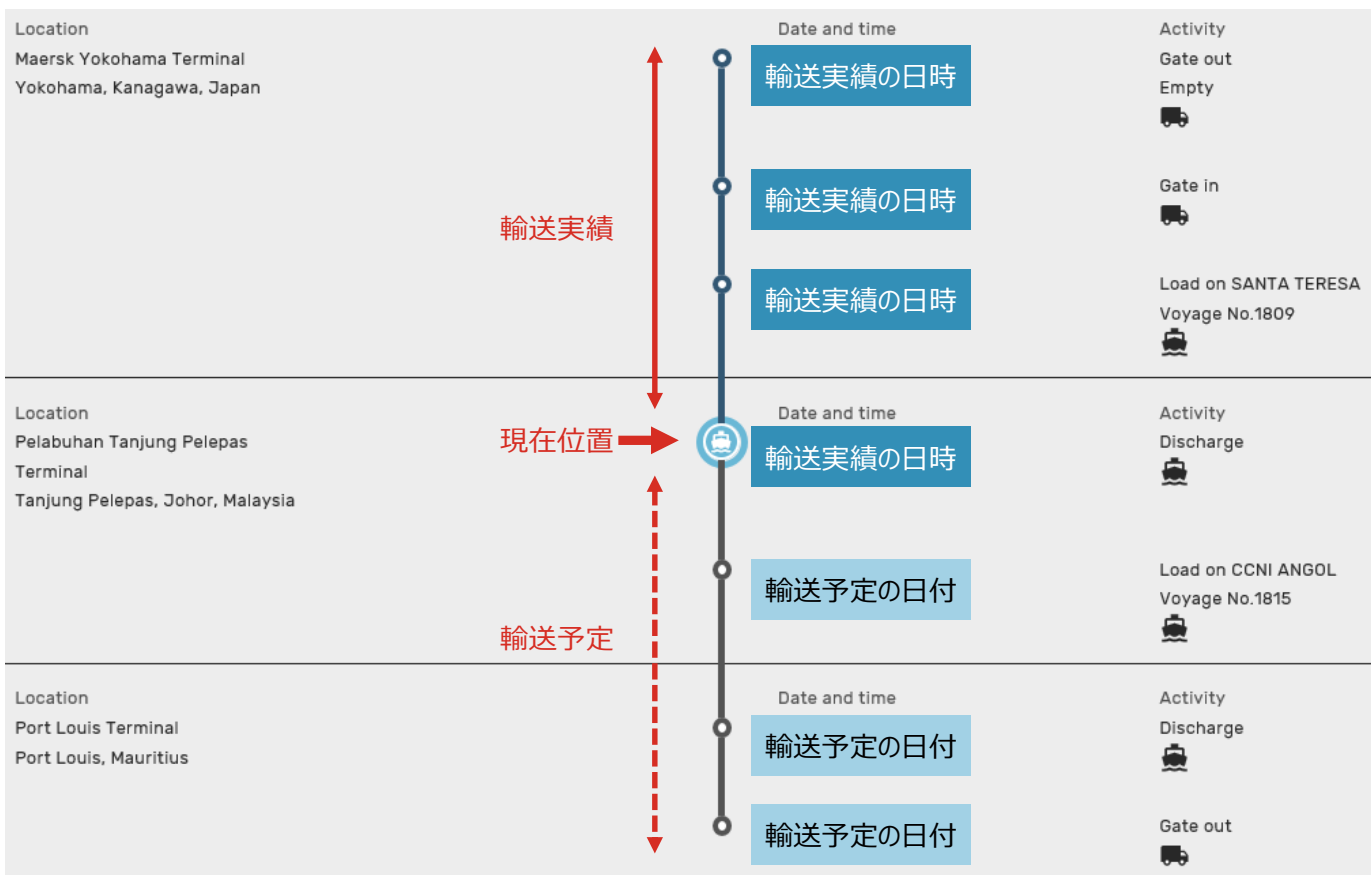 Location
Date and time
Activity
Maersk Yokohama Terminal
輸送実績の日時
Gate out
Yokohama, Kanagawa, Japan
Empty
輸送実績の日時
Gate in
輸送実績
輸送実績の日時
Load on SANTA TERESA
Voyage No.1809
Location
Date and time
Activity
Pelabuhan Tanjung Pelepas
現在位置
輸送実績の日時
Discharge
Terminal
Tanjung Pelepas, Johor, Malaysia
輸送予定の日付
Load on CCNI ANGOL
Voyage No.1815
輸送予定
Location
Date and time
Activity
Port Louis Terminal
輸送予定の日付
Discharge
Port Louis, Mauritius
輸送予定の日付
Gate out